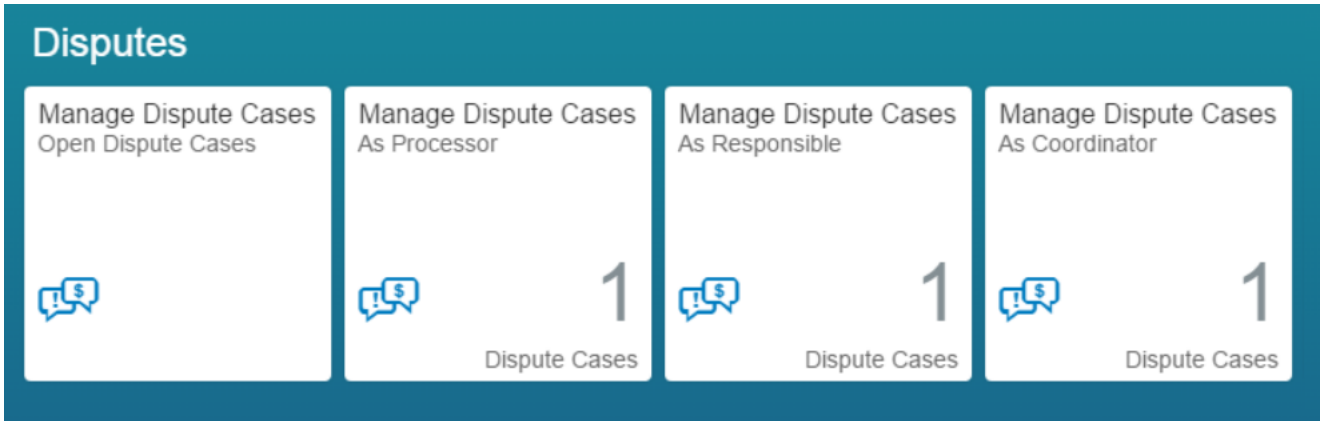 Disputes
Manage Dispute Cases
Open Dispute Cases
Manage Dispute Cases
As Processor
1
Dispute Cases
Manage Dispute Cases
As Responsible
1
Dispute Cases
Manage Dispute Cases
As Coordinator
1
Dispute Cases